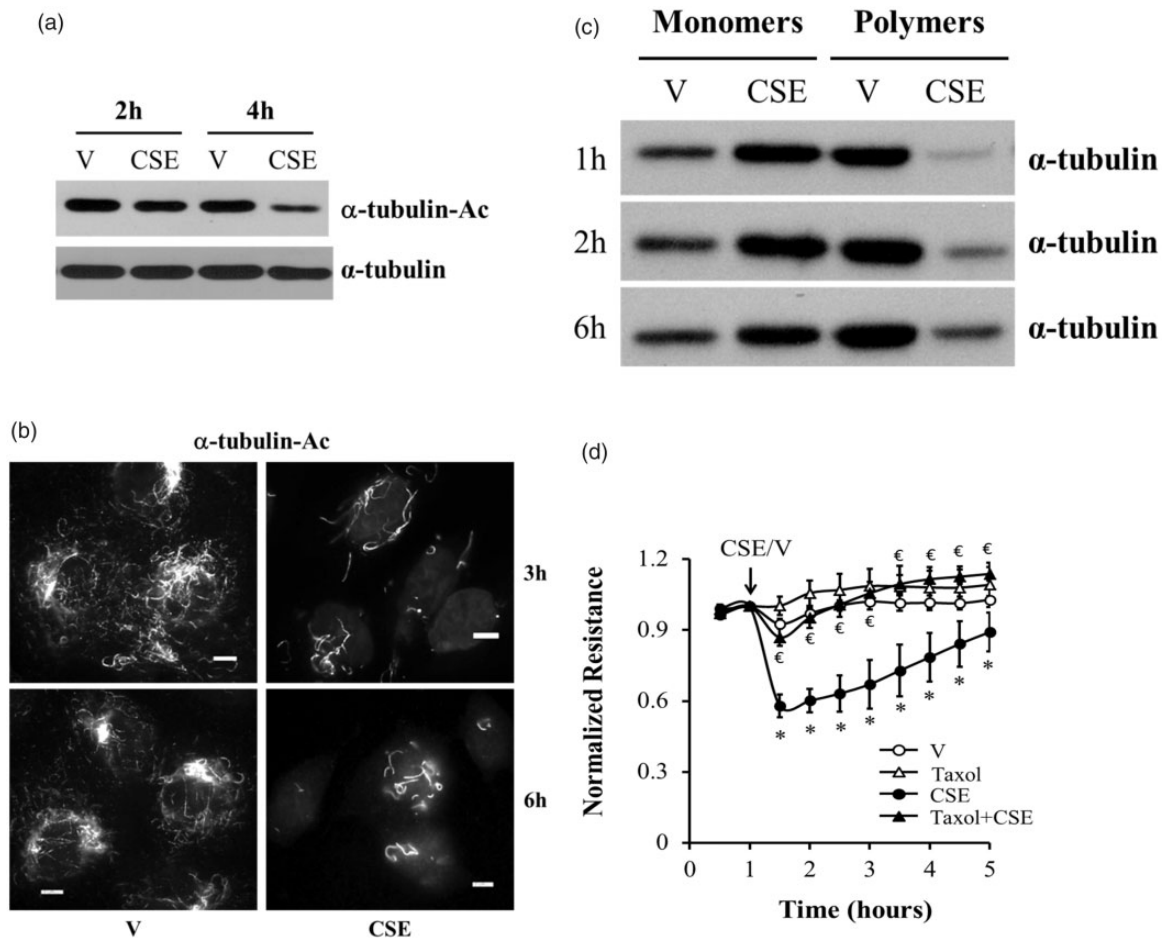 (a)
2h 4h
V CSE V CSE
α-tubulin-Ac
α-tubulin
(c)
Monomers Polymers
V CSE V CSE
1h α-tubulin
2h α-tubulin
6h α-tubulin
(b)
α-tubulin-Ac
3h
6h
V CSE
(d)
CSE/V
€ € € €
€ € € €
* * * * * * * *
1.2
0.9
0.6
0.3
0
Normalized Resistance
V
Taxol
CSE
Taxol+CSE
0 1 2 3 4 5
Time (hours)